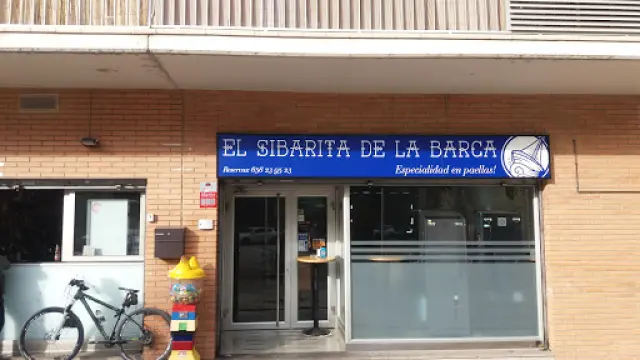 EL SIBARITA DE LA BARCA
Reservas: 636 23 95 23
Especialidad en paellas!